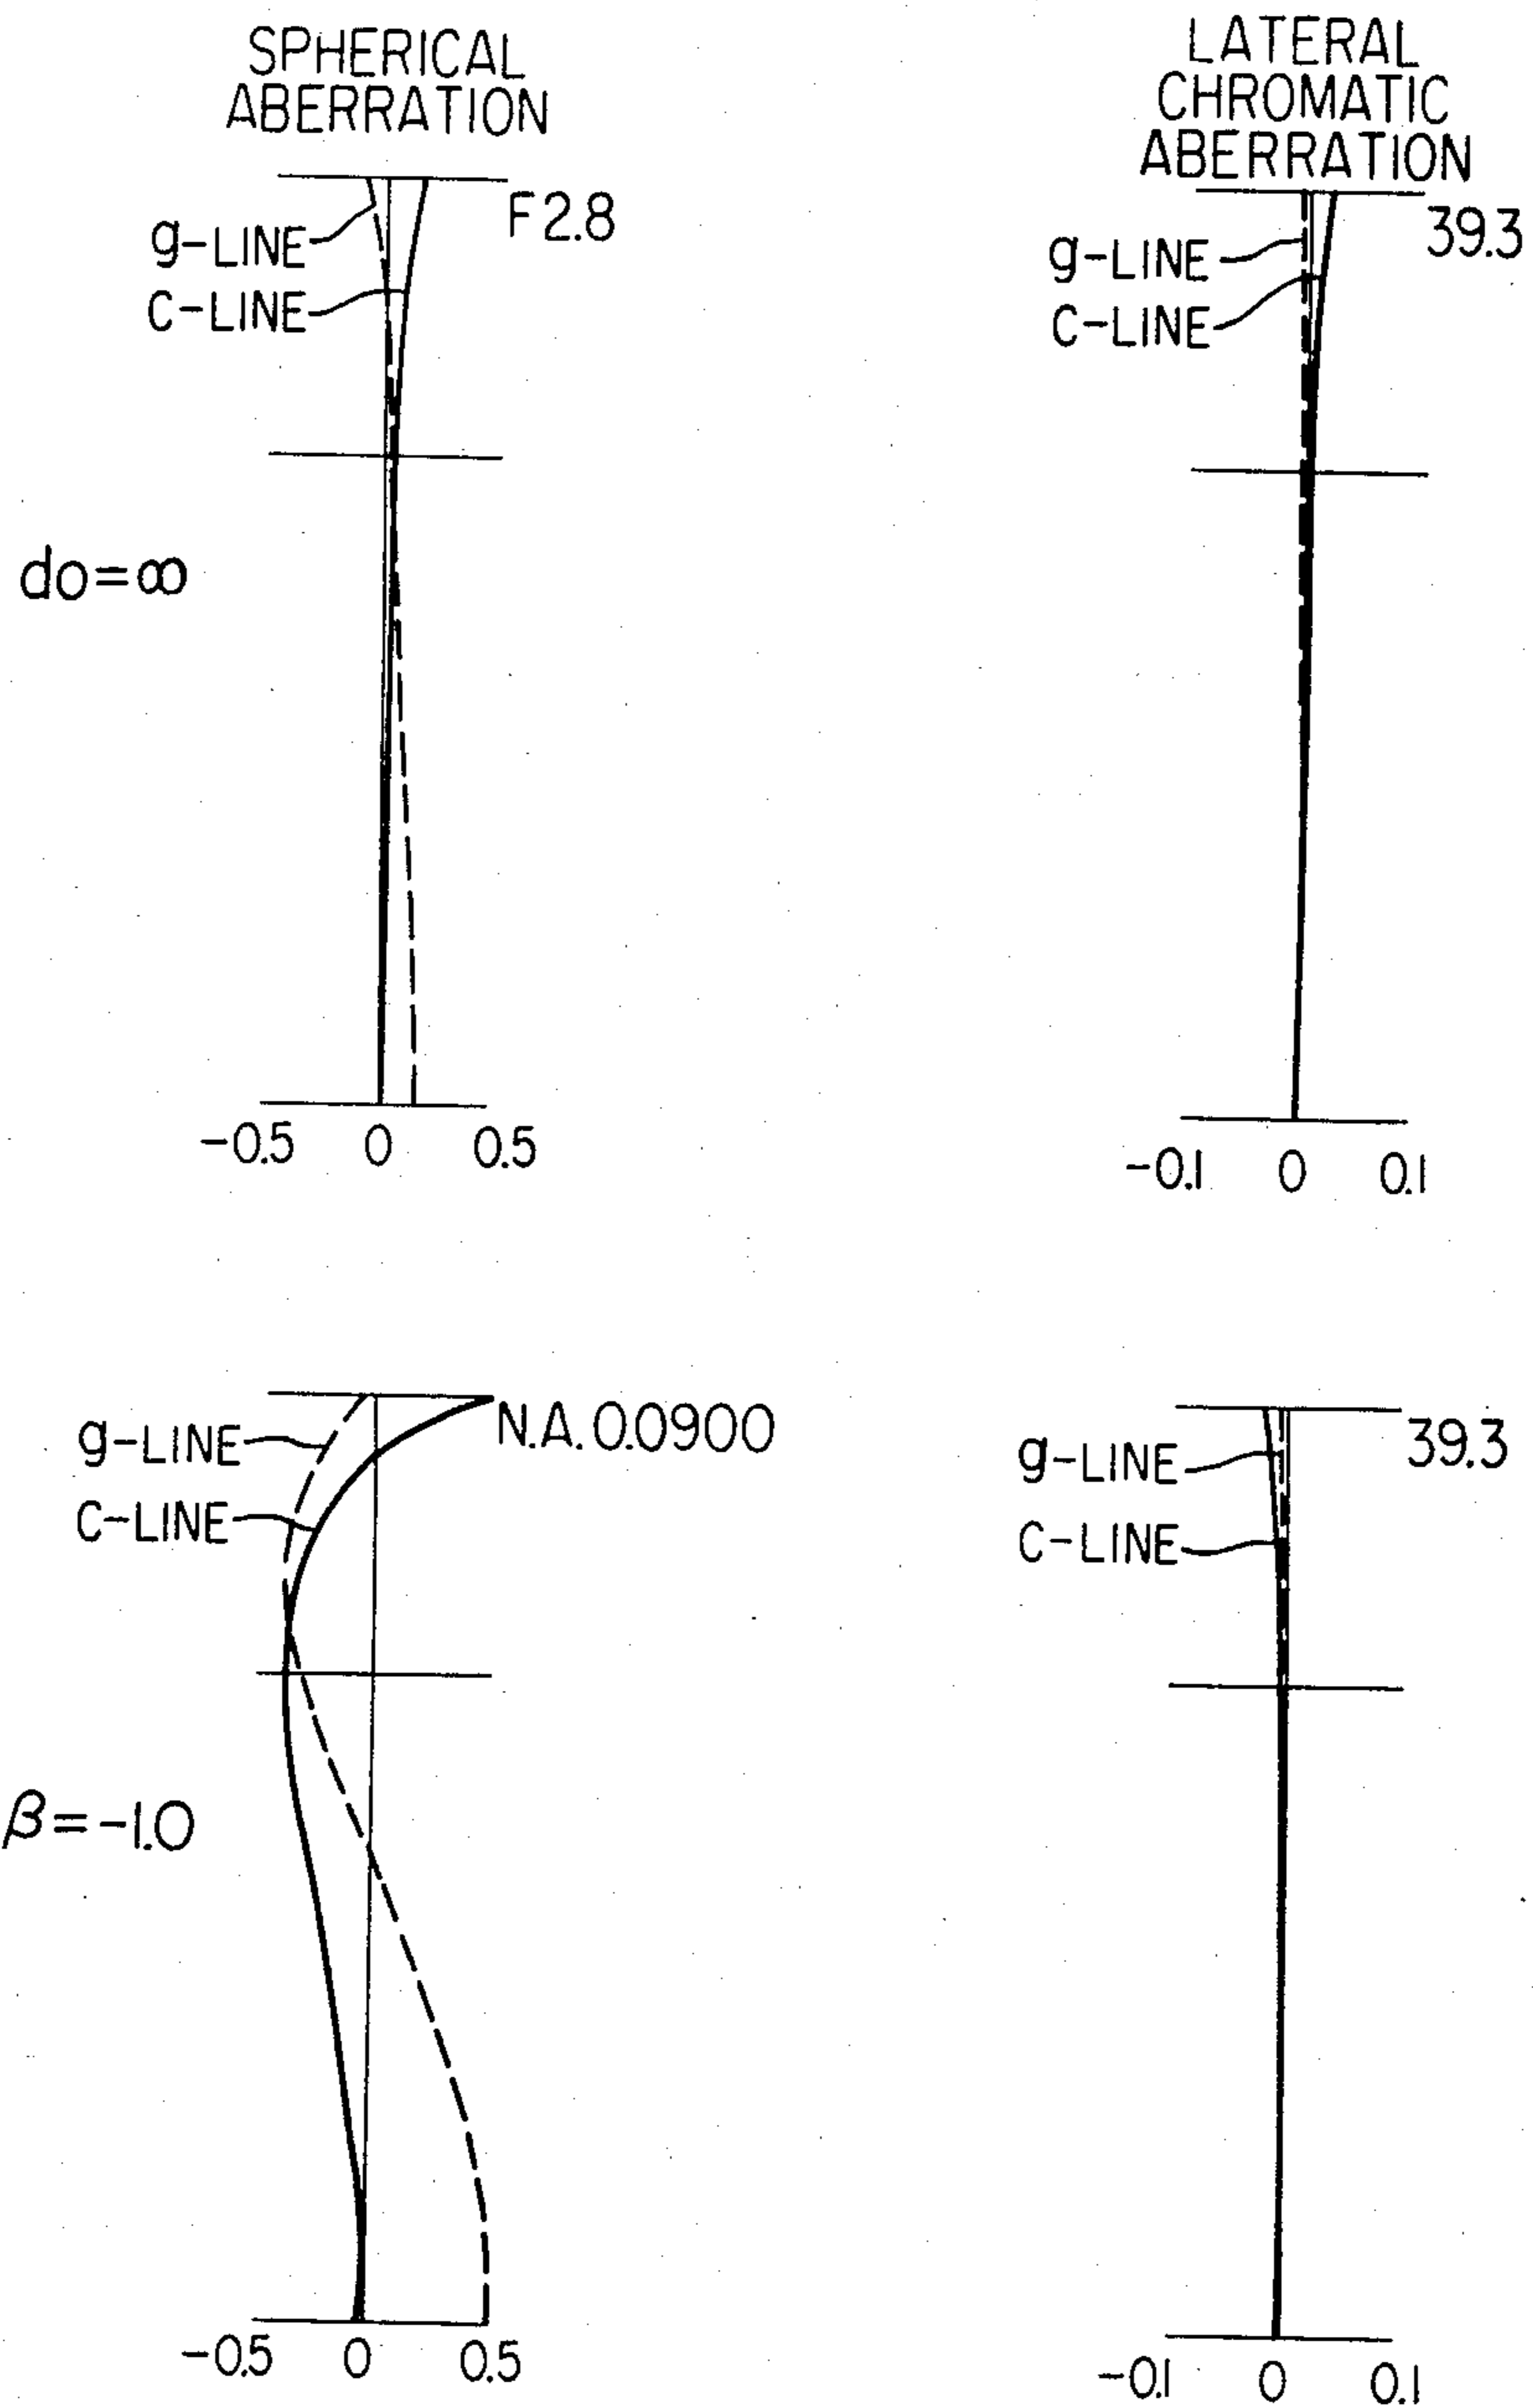 SPHERICAL
ABERRATION
LATERAL
CHROMATIC
ABERRATION
F2.8
g-LINE
C-LINE
39.3
g-LINE
C-LINE
do=∞
-0.5 0 0.5
-0.1 0 0.1
N.A. 0.0900
g-LINE
C-LINE
39.3
g-LINE
C-LINE
β=-1.0
-0.5 0 0.5
-0.1 0 0.1